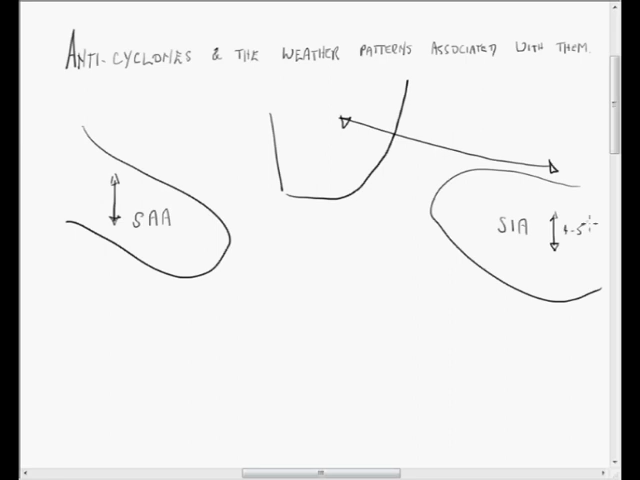 ANTI-CYCLONES & THE WEATHER PATTERNS ASSOCIATED WITH THEM.
SAA
SIA